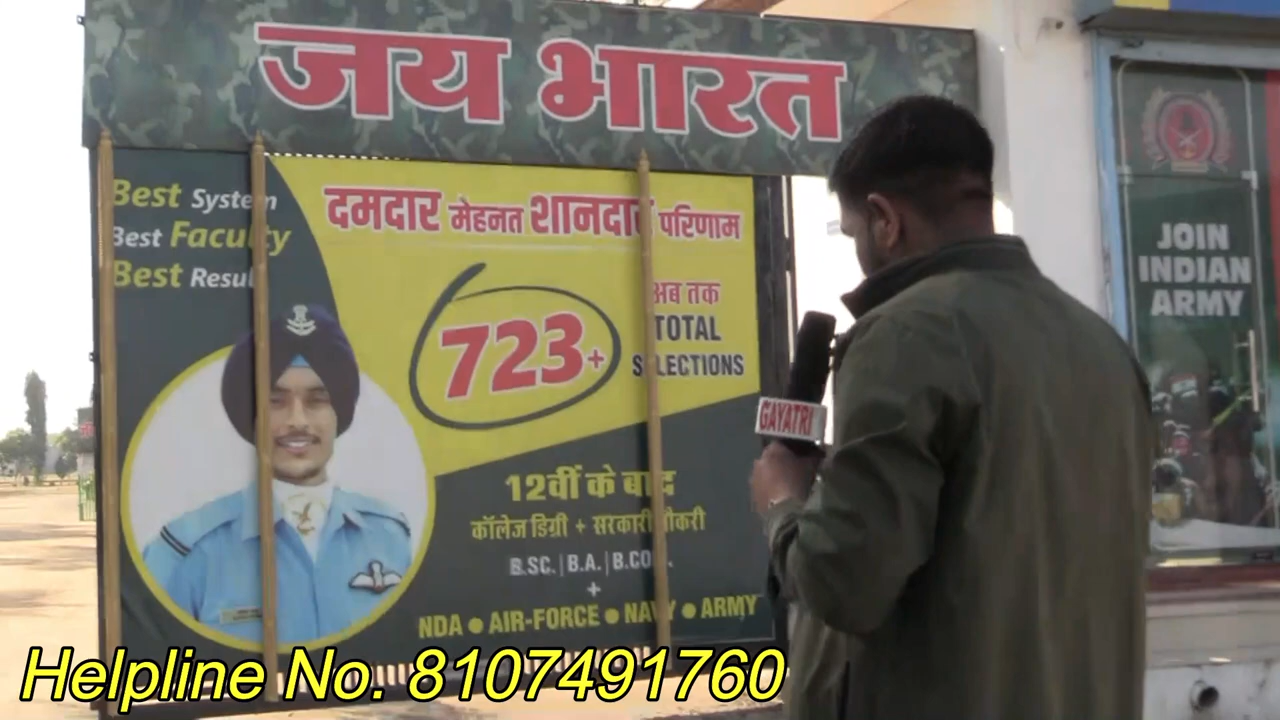 जय भारत
Best System
Best Faculty
Best Result
दमदार मेहनत शानदार परिणाम
723+
अब तक
TOTAL
SELECTIONS
12वीं के बाद
कॉलेज डिग्री + सरकारी नौकरी
B.SC. | B.A. | B.COM.
+
NDA ● AIR-FORCE ● NAVY ● ARMY
GAYATRI
JOIN
INDIAN
ARMY
Helpline No. 8107491760